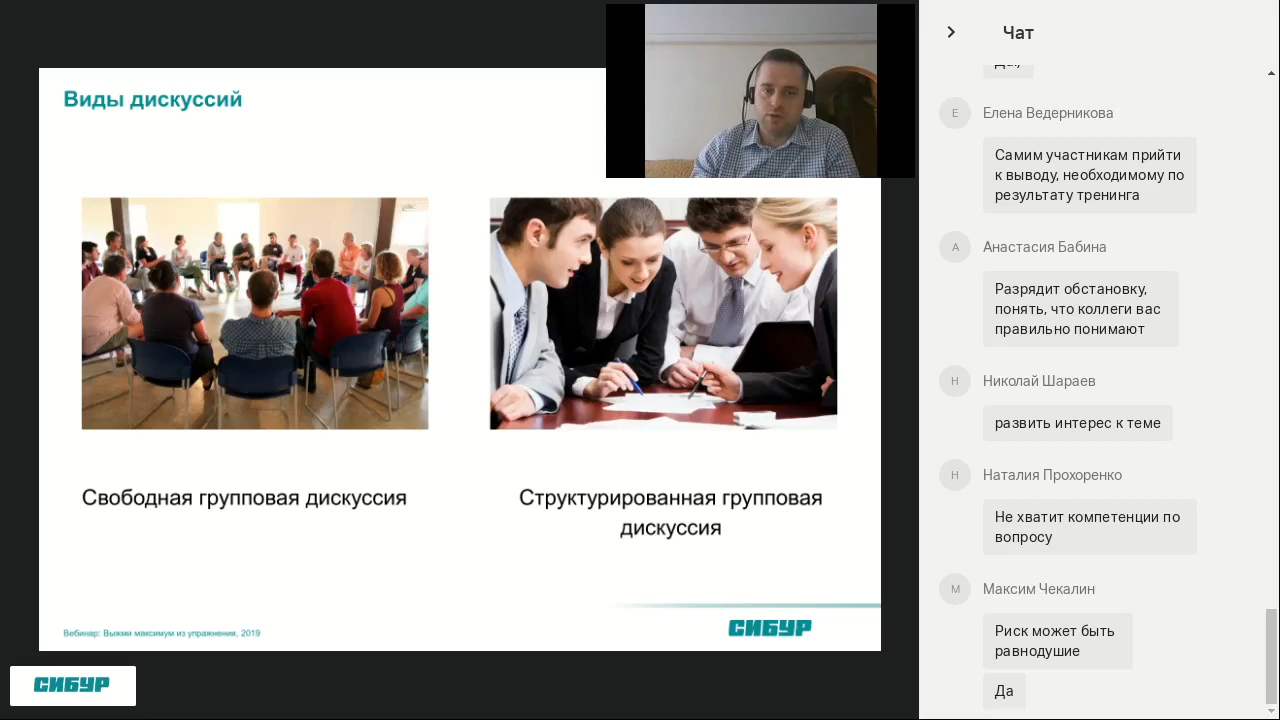 Виды дискуссий
Свободная групповая дискуссия
Структурированная групповая
дискуссия
Вебинар: Выжми максимум из упражнения, 2019
СИБУР
СИБУР
Чат
Елена Ведерникова
Самим участникам прийти
к выводу, необходимому по
результату тренинга
Анастасия Бабина
Разрядит обстановку,
понять, что коллеги вас
правильно понимают
Николай Шараев
развить интерес к теме
Наталия Прохоренко
Не хватит компетенции по
вопросу
Максим Чекалин
Риск может быть
равнодушие
Да